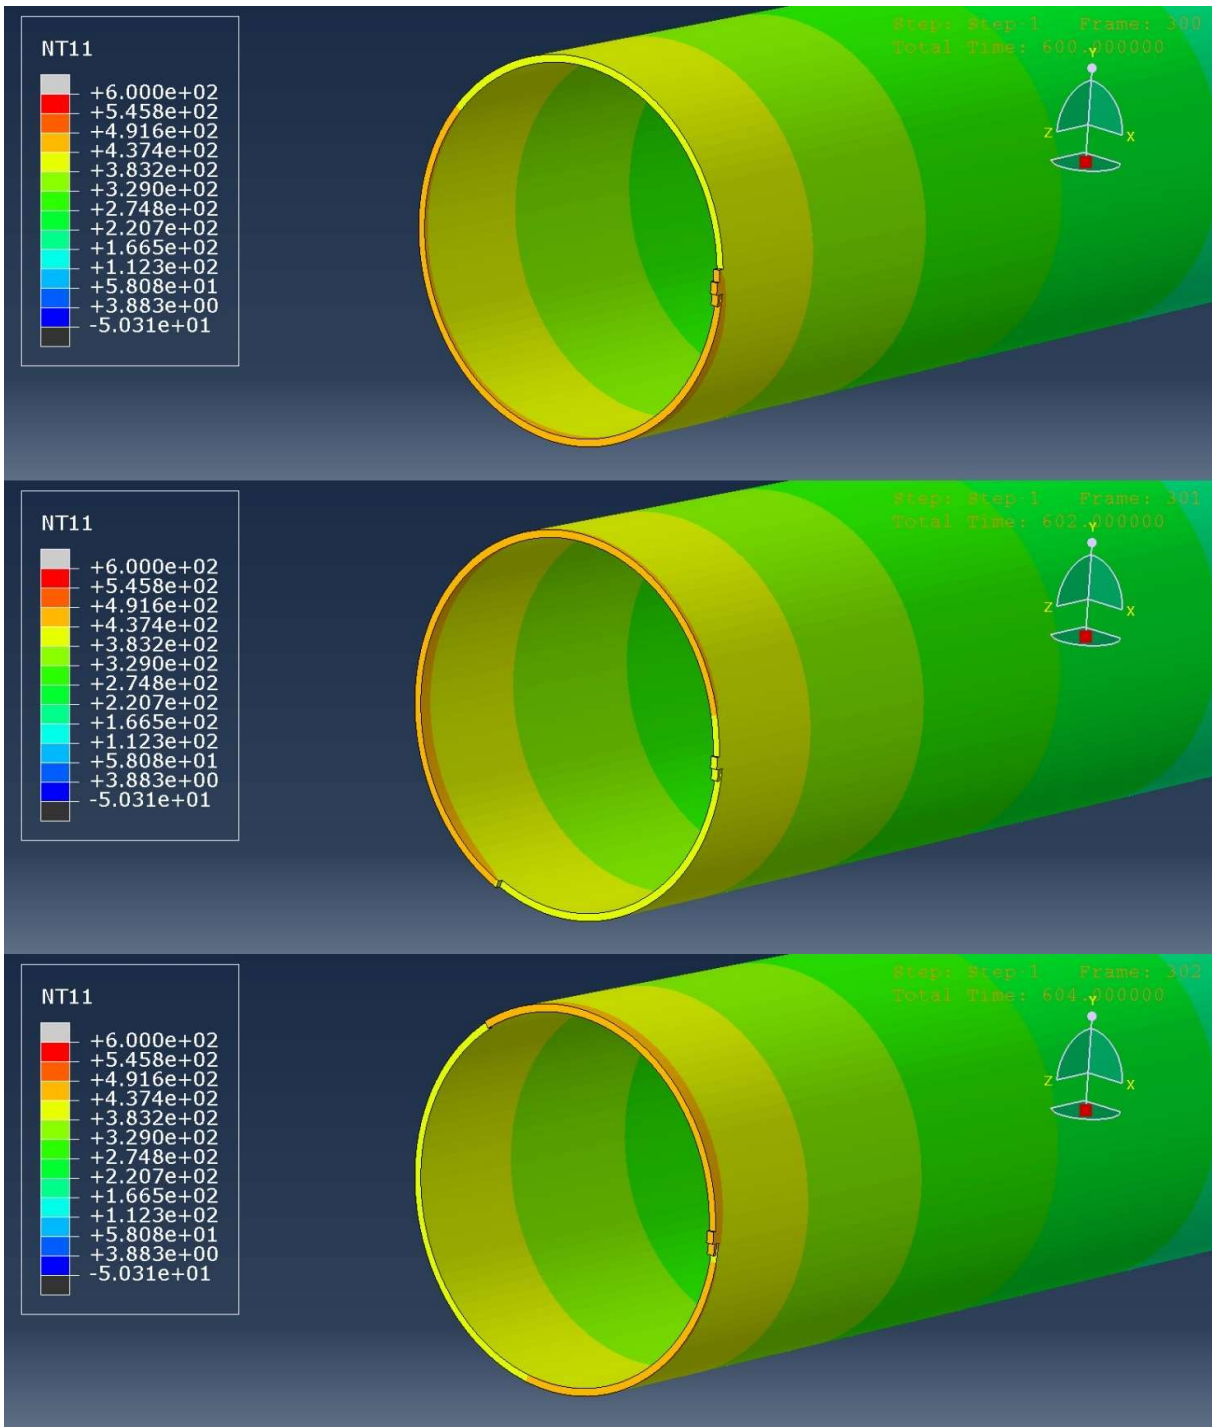 NT11
+6.000e+02
+5.458e+02
+4.916e+02
+4.374e+02
+3.832e+02
+3.290e+02
+2.748e+02
+2.207e+02
+1.665e+02
+1.123e+02
+5.808e+01
+3.883e+00
-5.031e+01
Step: Step-1 Frame: 300
Total Time: 600.000000
Y
Z
X
NT11
+6.000e+02
+5.458e+02
+4.916e+02
+4.374e+02
+3.832e+02
+3.290e+02
+2.748e+02
+2.207e+02
+1.665e+02
+1.123e+02
+5.808e+01
+3.883e+00
-5.031e+01
Step: Step-1 Frame: 301
Total Time: 602.000000
Y
Z
X
NT11
+6.000e+02
+5.458e+02
+4.916e+02
+4.374e+02
+3.832e+02
+3.290e+02
+2.748e+02
+2.207e+02
+1.665e+02
+1.123e+02
+5.808e+01
+3.883e+00
-5.031e+01
Step: Step-1 Frame: 302
Total Time: 604.000000
Y
Z
X